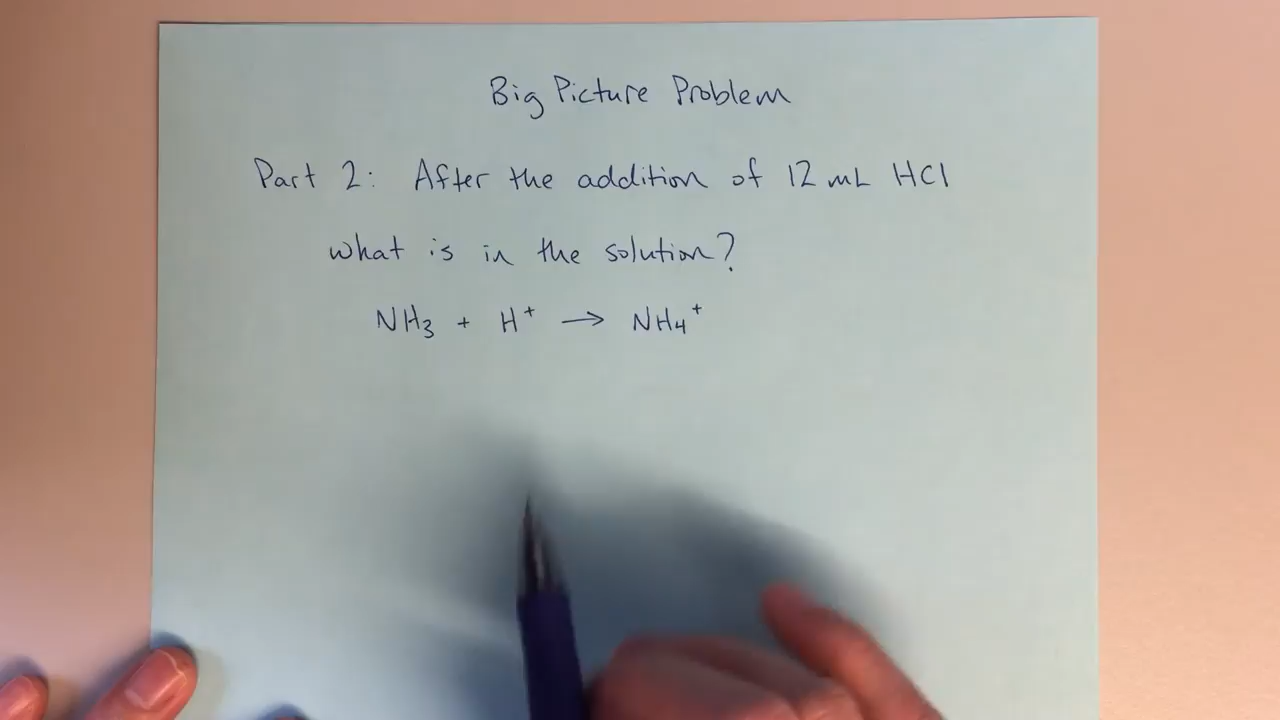 Big Picture Problem
Part 2: After the addition of 12 mL HCl
what is in the solution?
NH₃ + H⁺ → NH₄⁺